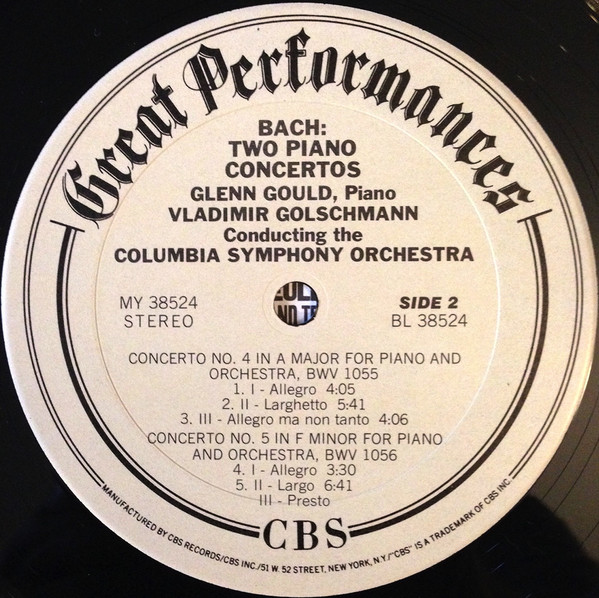 Great Performances
BACH:
TWO PIANO
CONCERTOS
GLENN GOULD, Piano
VLADIMIR GOLSCHMANN
Conducting the
COLUMBIA SYMPHONY ORCHESTRA
MY 38524
STEREO
SIDE 2
BL 38524
CONCERTO NO. 4 IN A MAJOR FOR PIANO AND
ORCHESTRA, BWV 1055
1. I - Allegro 4:05
2. II - Larghetto 5:41
3. III - Allegro ma non tanto 4:06
CONCERTO NO. 5 IN F MINOR FOR PIANO
AND ORCHESTRA, BWV 1056
4. I - Allegro 3:30
5. II - Largo 6:41
III - Presto
CBS
MANUFACTURED BY CBS RECORDS/CBS INC./51 W. 52 STREET, NEW YORK, N.Y./"CBS" IS A TRADEMARK OF CBS INC.